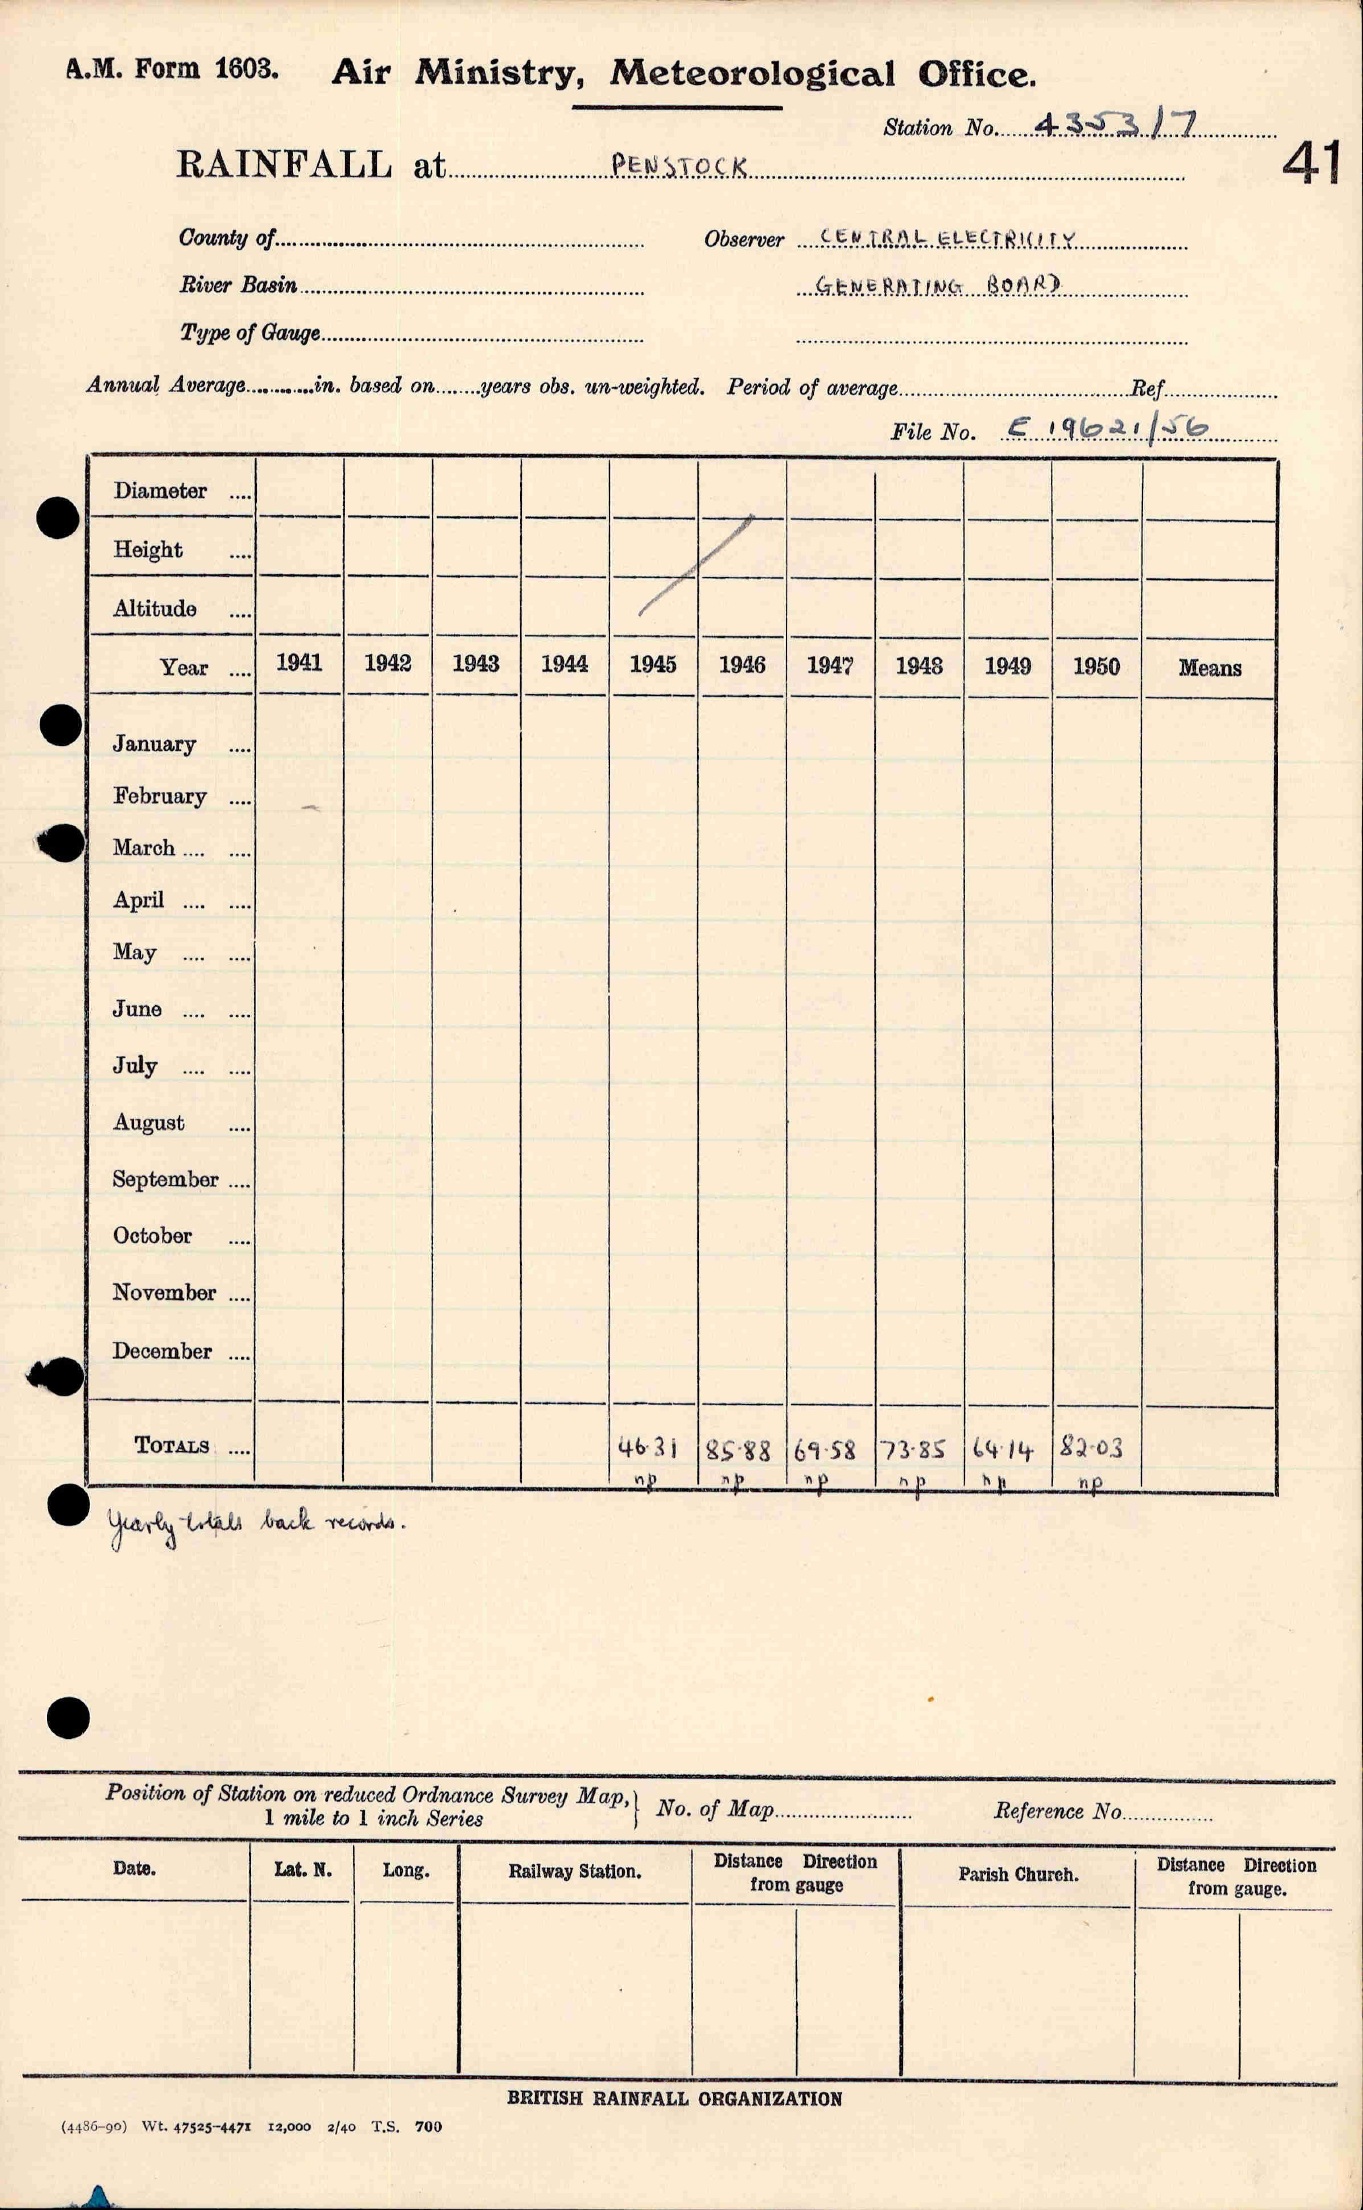 A.M. Form 1603. Air Ministry, Meteorological Office.
Station No. 4353/7
41
RAINFALL at PENSTOCK
County of Observer CENTRAL ELECTRICITY
River Basin GENERATING BOARD
Type of Gauge
Annual Average in. based on years obs. un-weighted. Period of average Ref
File No. E 19621/56
Diameter ....
Height ....
Altitude ....
Year .... 1941 1942 1943 1944 1945 1946 1947 1948 1949 1950 Means
January ....
February ....
March .... ....
April .... ....
May .... ....
June .... ....
July .... ....
August ....
September ....
October ....
November ....
December ....
TOTALS .... 46.31 85.88 69.58 73.85 64.14 82.03
np np np np np np
Yearly totals back records.
Position of Station on reduced Ordnance Survey Map, } No. of Map Reference No
1 mile to 1 inch Series
Date. Lat. N. Long. Railway Station. Distance Direction from gauge Parish Church. Distance Direction from gauge.
BRITISH RAINFALL ORGANIZATION
(4486-90) Wt. 47525-4471 12,000 2/40 T.S. 700